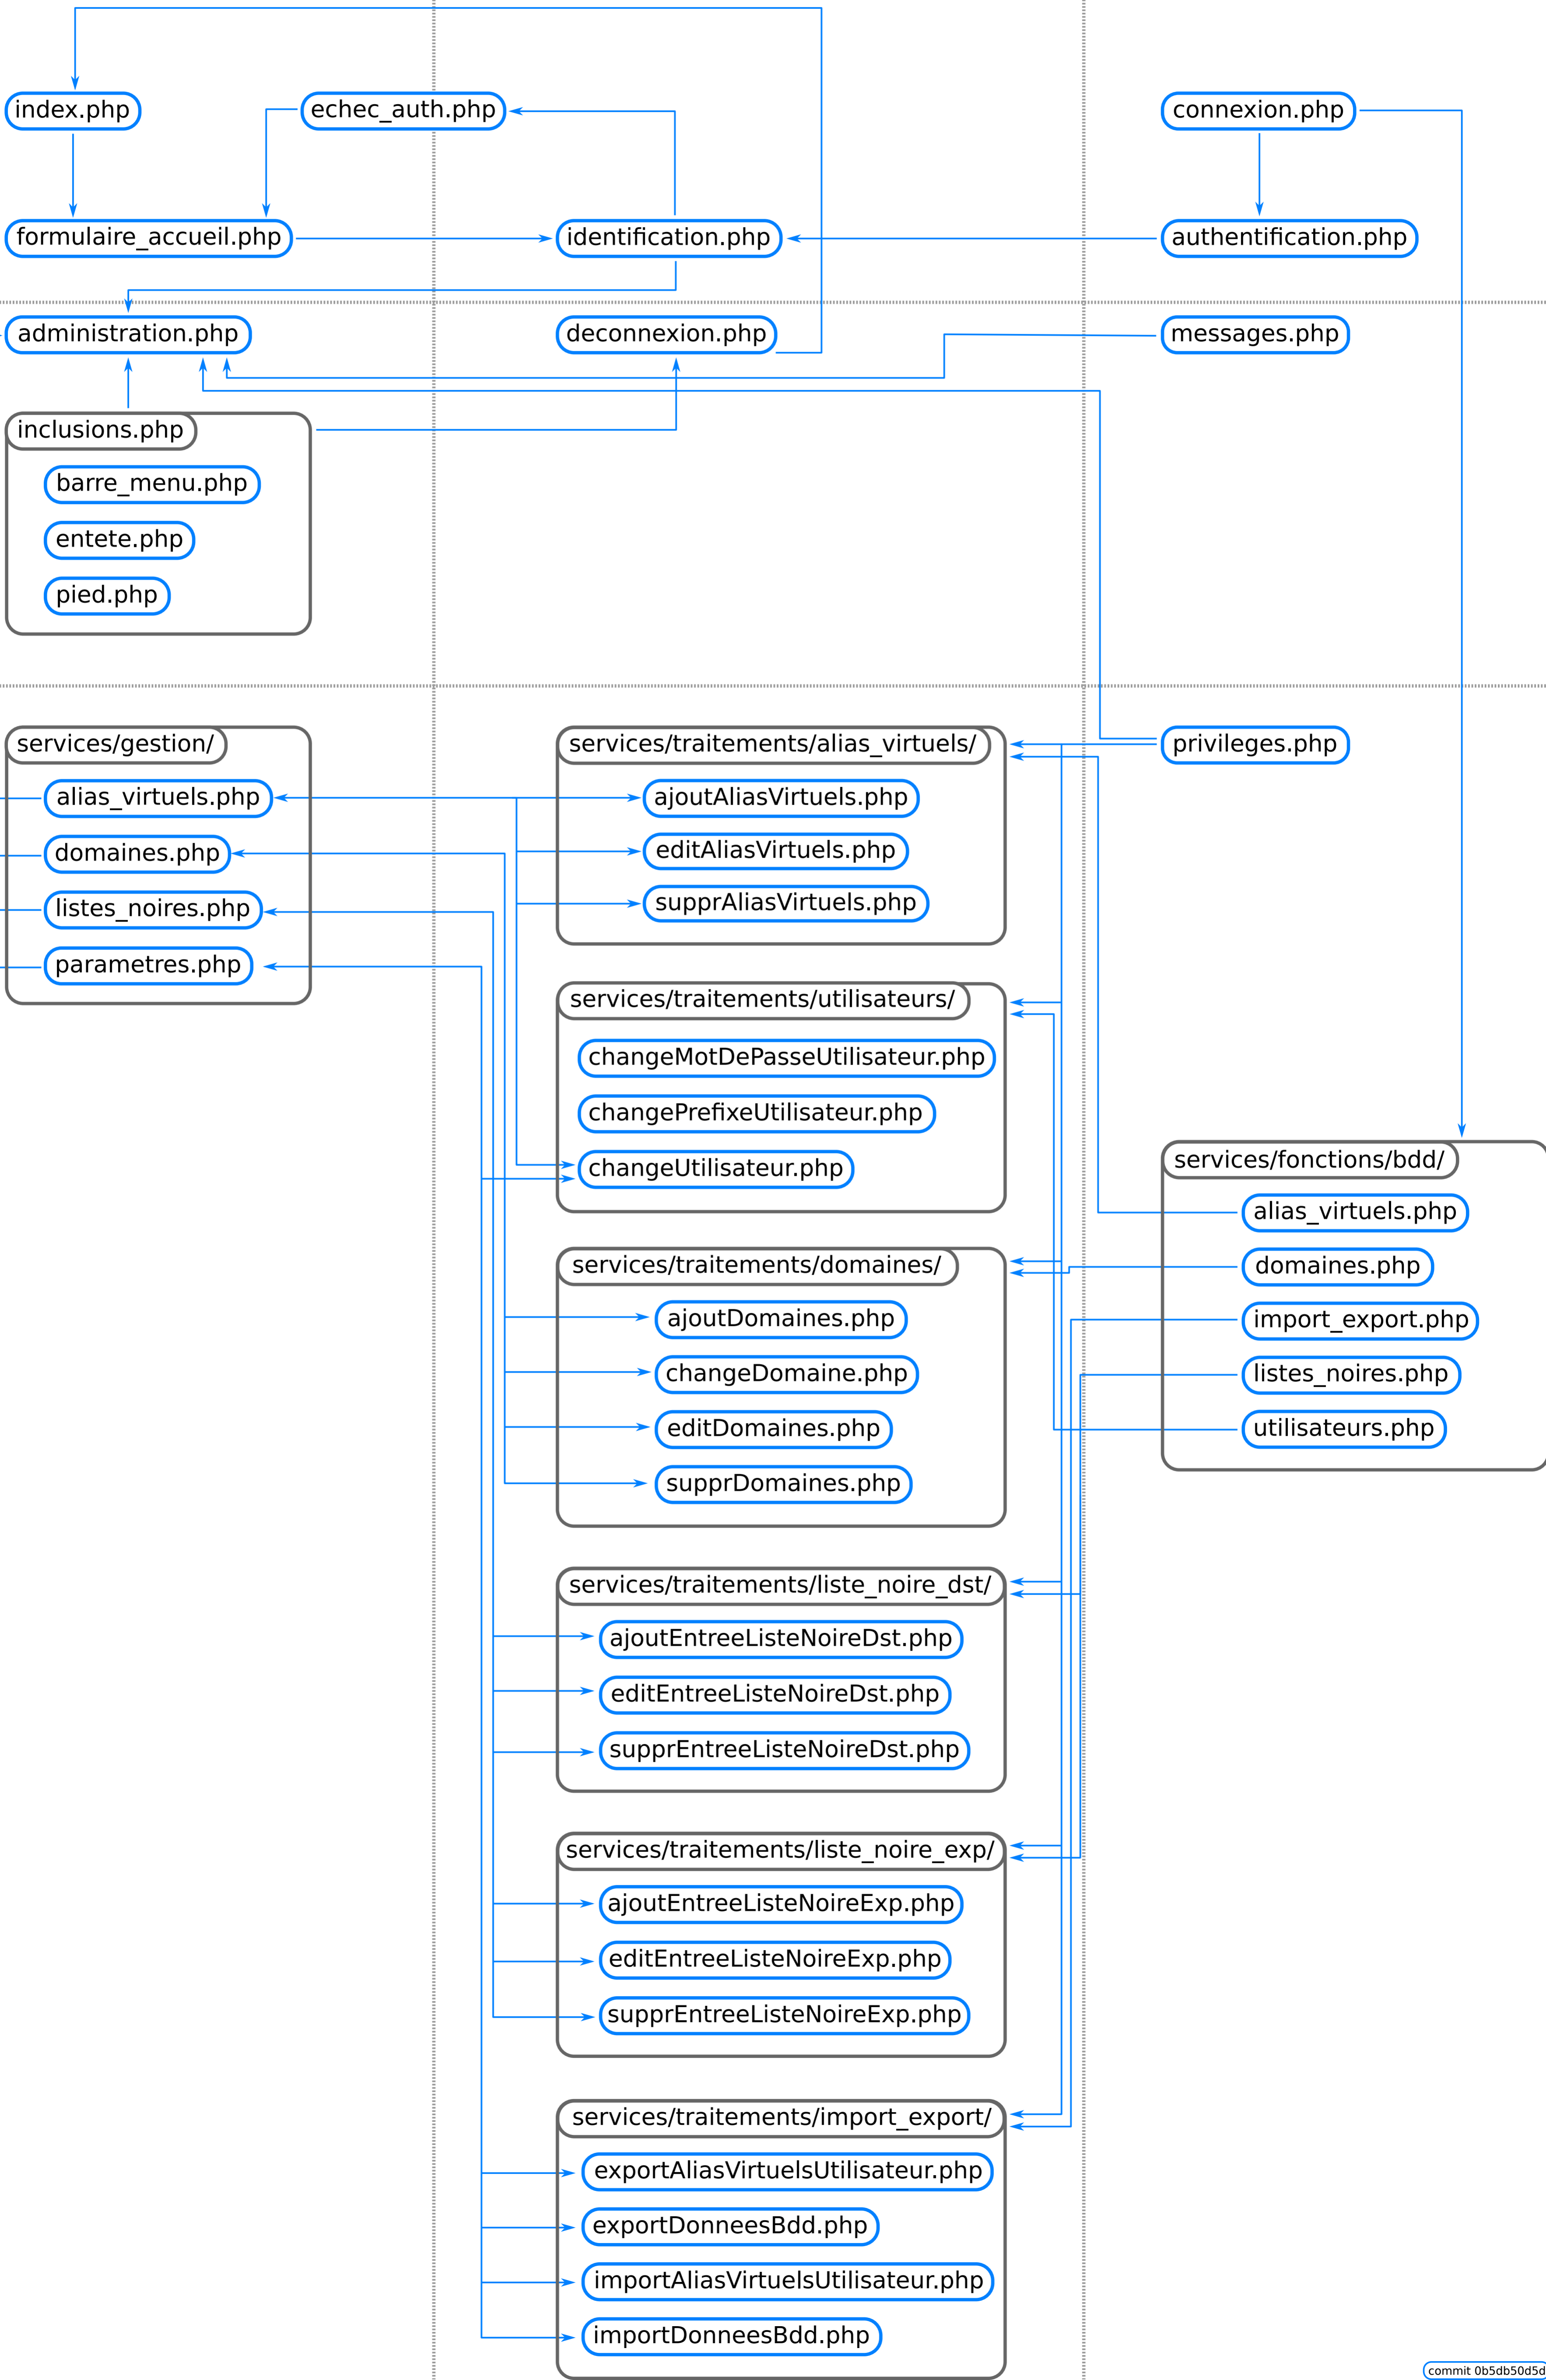 index.php
echec_auth.php
connexion.php
formulaire_accueil.php
identification.php
authentification.php
administration.php
deconnexion.php
messages.php
inclusions.php
barre_menu.php
entete.php
pied.php
services/gestion/
alias_virtuels.php
domaines.php
listes_noires.php
parametres.php
services/traitements/alias_virtuels/
ajoutAliasVirtuels.php
editAliasVirtuels.php
supprAliasVirtuels.php
services/traitements/utilisateurs/
changeMotDePasseUtilisateur.php
changePrefixeUtilisateur.php
changeUtilisateur.php
services/traitements/domaines/
ajoutDomaines.php
changeDomaine.php
editDomaines.php
supprDomaines.php
services/traitements/liste_noire_dst/
ajoutEntreeListeNoireDst.php
editEntreeListeNoireDst.php
supprEntreeListeNoireDst.php
services/traitements/liste_noire_exp/
ajoutEntreeListeNoireExp.php
editEntreeListeNoireExp.php
supprEntreeListeNoireExp.php
services/traitements/import_export/
exportAliasVirtuelsUtilisateur.php
exportDonneesBdd.php
importAliasVirtuelsUtilisateur.php
importDonneesBdd.php
privileges.php
services/fonctions/bdd/
alias_virtuels.php
domaines.php
import_export.php
listes_noires.php
utilisateurs.php
commit 0b5db50d5d